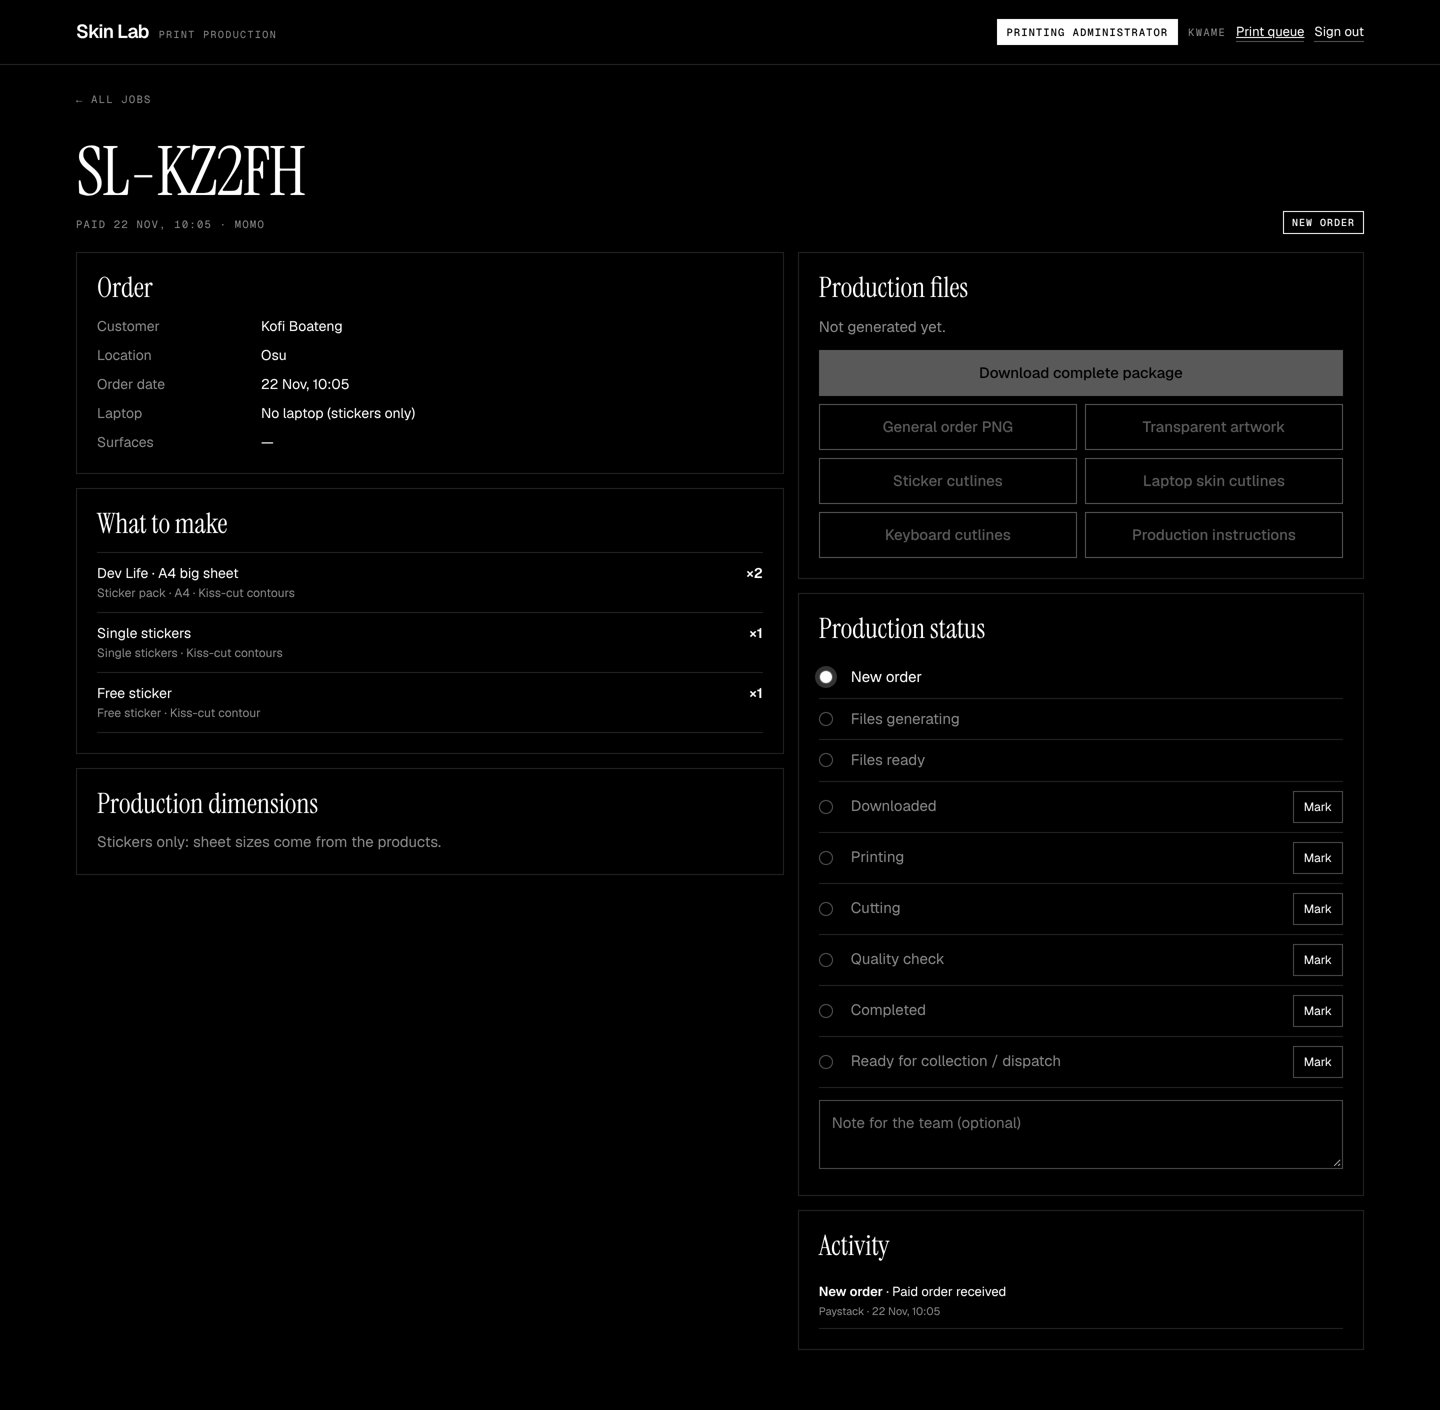 Skin Lab PRINT PRODUCTION
PRINTING ADMINISTRATOR KWAME Print queue Sign out
← ALL JOBS
SL-KZ2FH
PAID 22 NOV, 10:05 · MOMO
NEW ORDER
Order
Customer Kofi Boateng
Location Osu
Order date 22 Nov, 10:05
Laptop No laptop (stickers only)
Surfaces —
What to make
Dev Life · A4 big sheet ×2
Sticker pack · A4 · Kiss-cut contours
Single stickers ×1
Single stickers · Kiss-cut contours
Free sticker ×1
Free sticker · Kiss-cut contour
Production dimensions
Stickers only: sheet sizes come from the products.
Production files
Not generated yet.
Download complete package
General order PNG Transparent artwork
Sticker cutlines Laptop skin cutlines
Keyboard cutlines Production instructions
Production status
New order
Files generating
Files ready
Downloaded Mark
Printing Mark
Cutting Mark
Quality check Mark
Completed Mark
Ready for collection / dispatch Mark
Note for the team (optional)
Activity
New order · Paid order received
Paystack · 22 Nov, 10:05